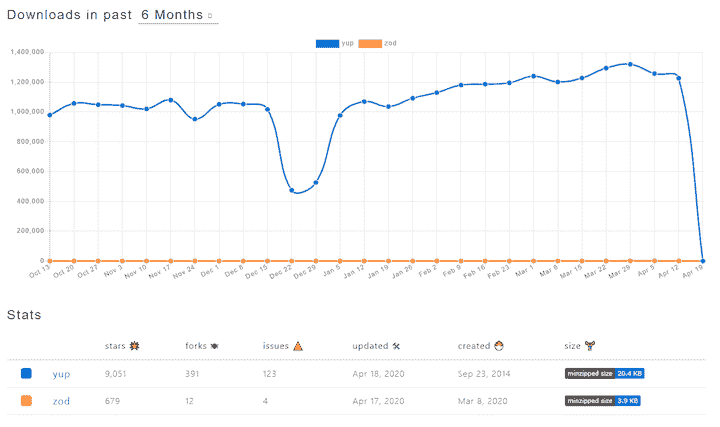 Downloads in past 6 Months
yup zod
1,400,000
1,200,000
1,000,000
800,000
600,000
400,000
200,000
0
Oct 13 Oct 20 Oct 27 Nov 3 Nov 10 Nov 17 Nov 24 Dec 1 Dec 8 Dec 15 Dec 22 Dec 29 Jan 5 Jan 12 Jan 19 Jan 26 Feb 2 Feb 9 Feb 16 Feb 23 Mar 1 Mar 8 Mar 15 Mar 22 Mar 29 Apr 5 Apr 12 Apr 19
Stats
stars forks issues updated created size
yup 9,051 391 123 Apr 18, 2020 Sep 23, 2014 minzipped size 20.4 KB
zod 679 12 4 Apr 17, 2020 Mar 8, 2020 minzipped size 3.9 KB